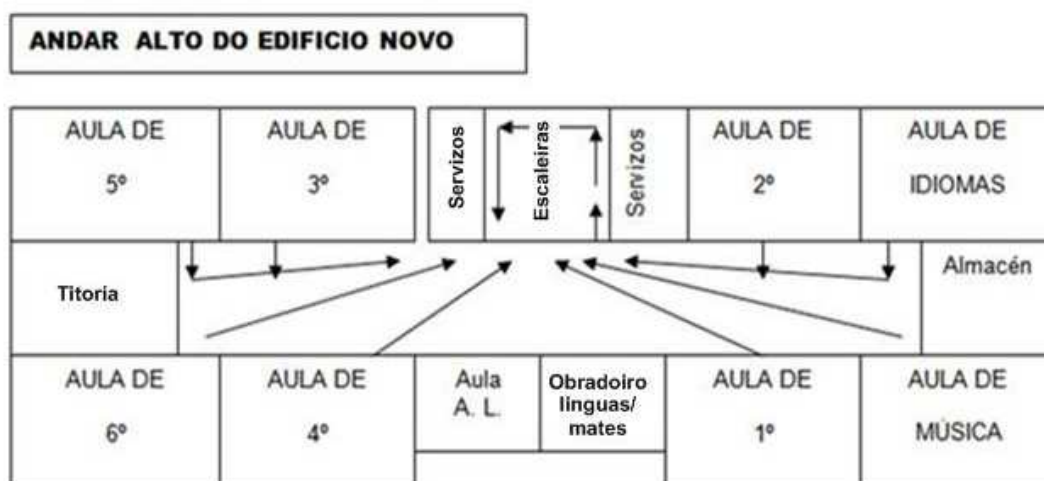 ANDAR ALTO DO EDIFICIO NOVO
AULA DE
5º
AULA DE
3º
Servizos
Escaleiras
Servizos
AULA DE
2º
AULA DE
IDIOMAS
Titoria
Almacén
AULA DE
6º
AULA DE
4º
Aula
A. L.
Obradoiro
linguas/
mates
AULA DE
1º
AULA DE
MÚSICA